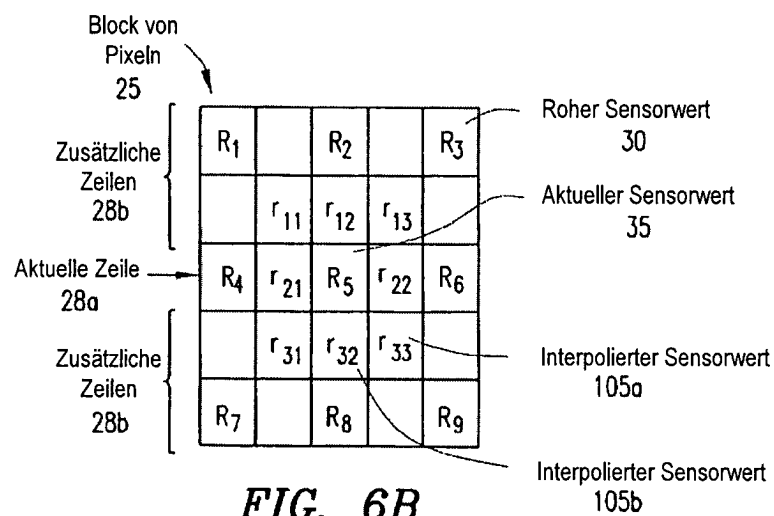 Block von
Pixeln
25
Zusätzliche
Zeilen
28b
Aktuelle Zeile
28a
Zusätzliche
Zeilen
28b
R1 R2 R3
r11 r12 r13
R4 r21 R5 r22 R6
r31 r32 r33
R7 R8 R9
Roher Sensorwert
30
Aktueller Sensorwert
35
Interpolierter Sensorwert
105a
Interpolierter Sensorwert
105b
FIG. 6B